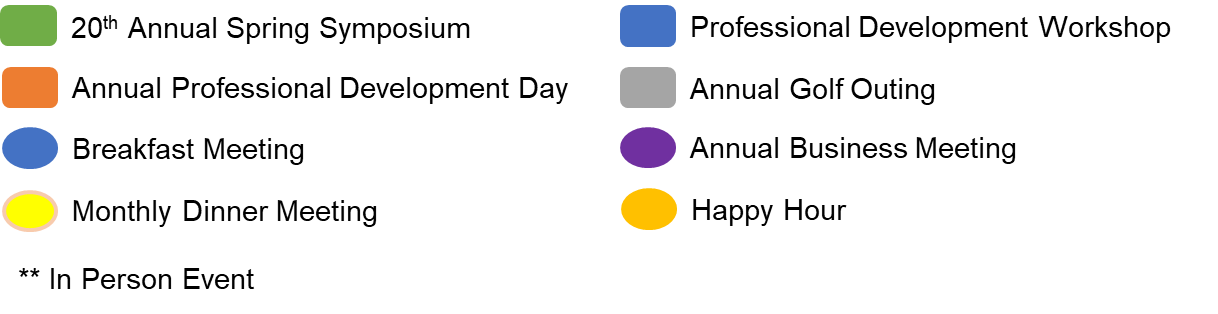 20th Annual Spring Symposium
Professional Development Workshop
Annual Professional Development Day
Annual Golf Outing
Breakfast Meeting
Annual Business Meeting
Monthly Dinner Meeting
Happy Hour
** In Person Event